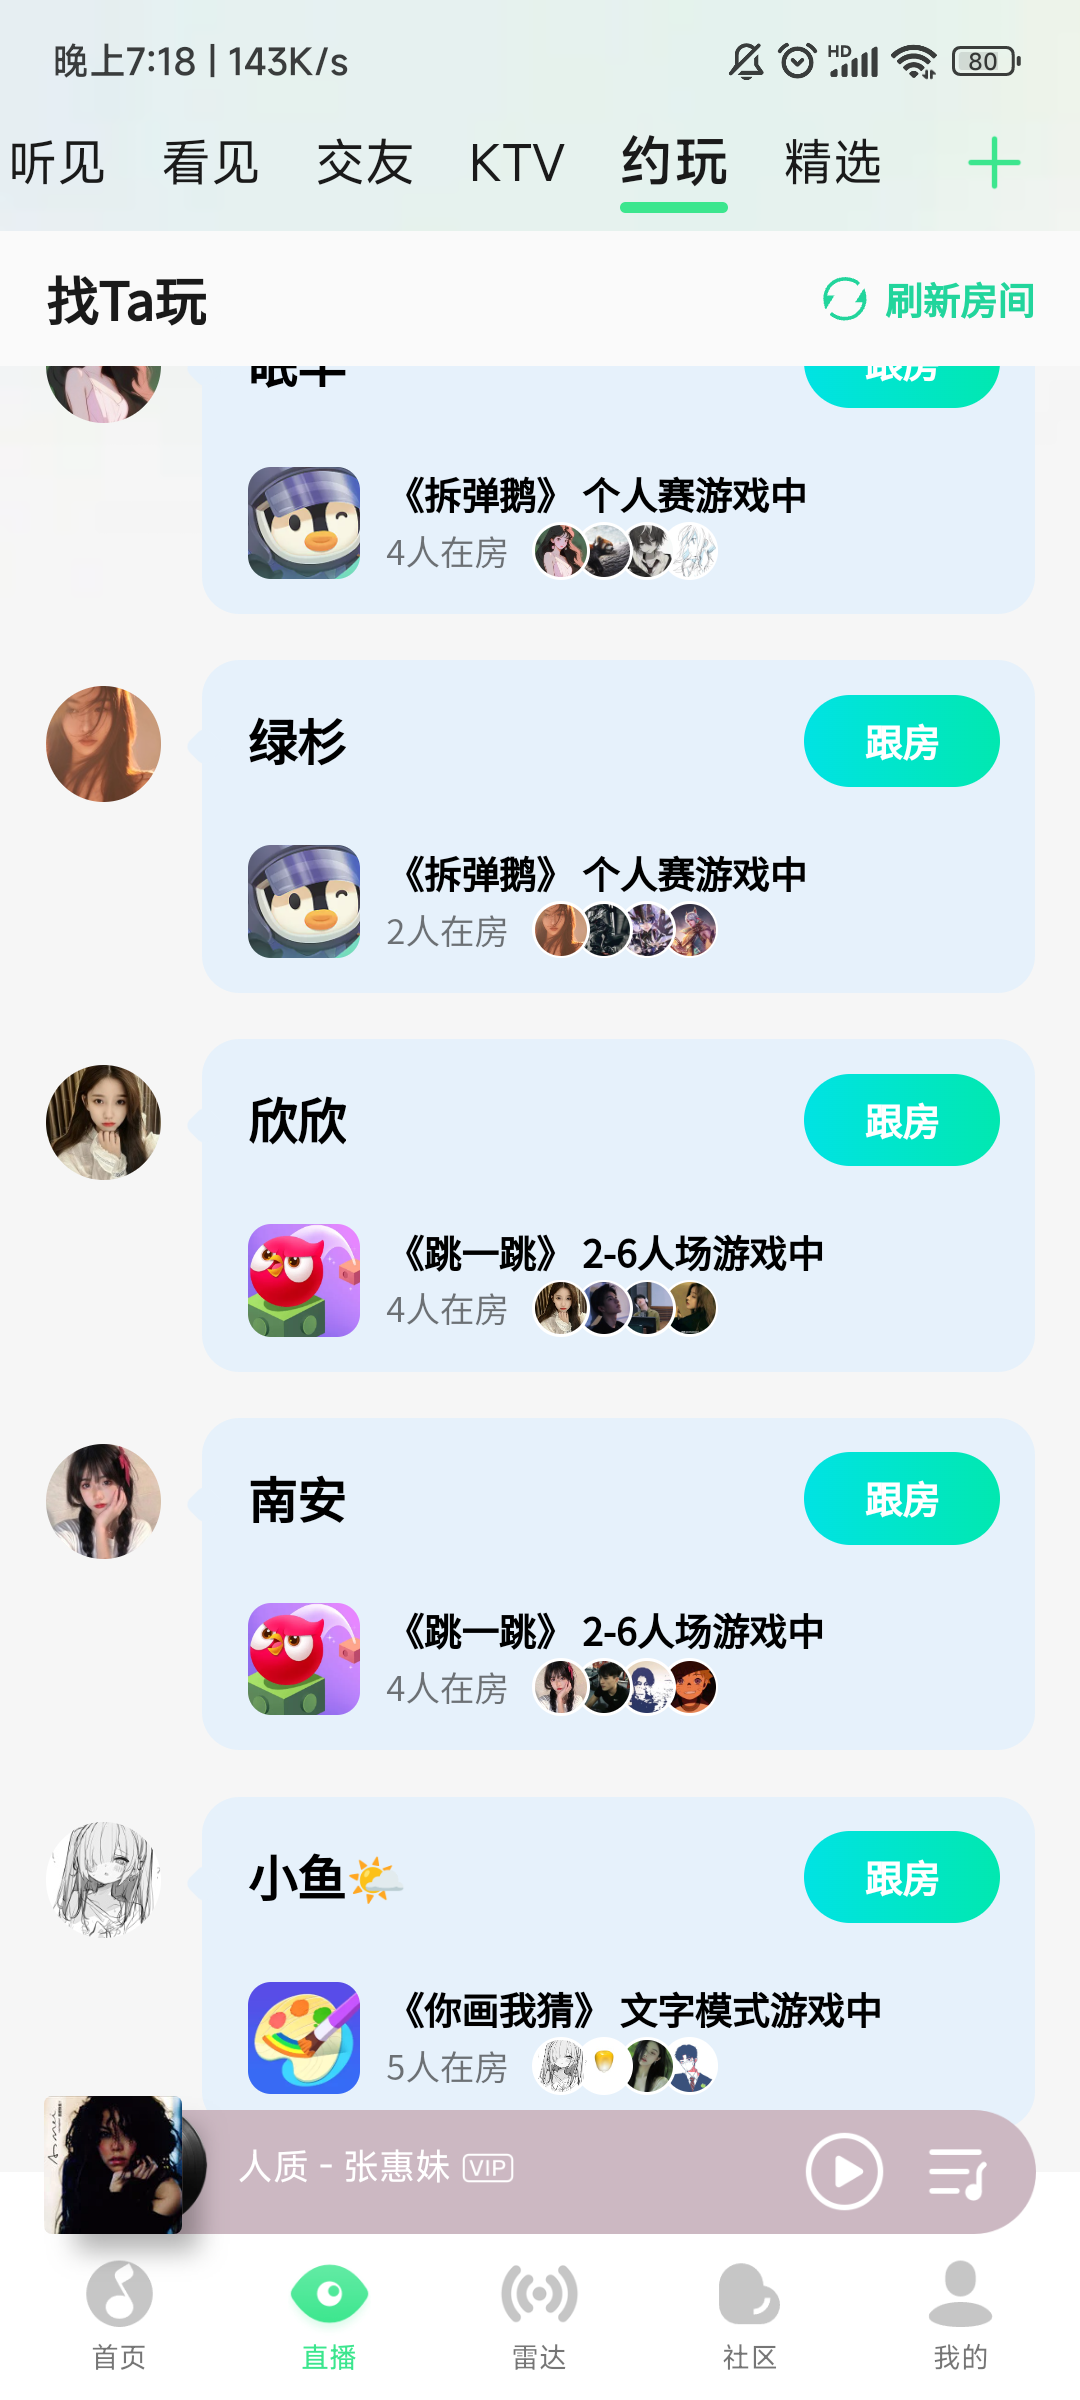 晚上7:18 | 143K/s
HD
80
听见 看见 交友 KTV 约玩 精选
找Ta玩
刷新房间
跟房
《拆弹鹅》 个人赛游戏中
4人在房
绿杉
跟房
《拆弹鹅》 个人赛游戏中
2人在房
欣欣
跟房
《跳一跳》 2-6人场游戏中
4人在房
南安
跟房
《跳一跳》 2-6人场游戏中
4人在房
小鱼🌤️
跟房
《你画我猜》 文字模式游戏中
5人在房
人质 - 张惠妹 VIP
首页 直播 雷达 社区 我的